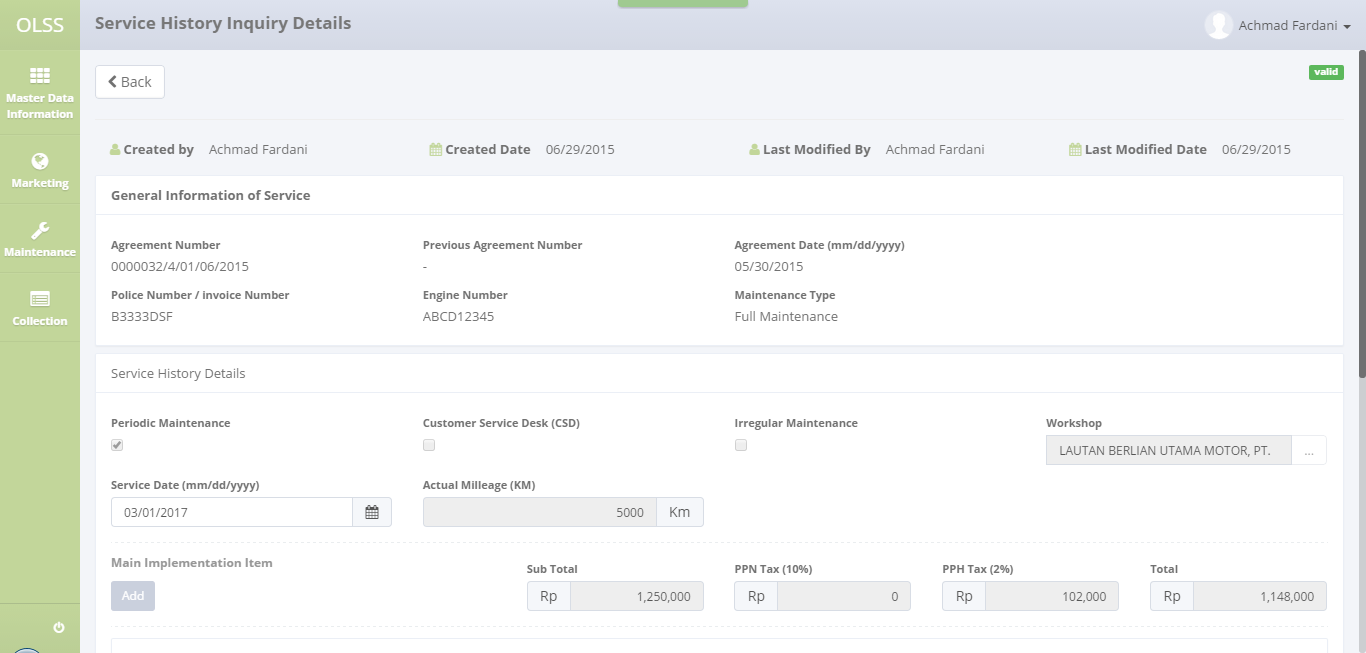 OLSS
Service History Inquiry Details
Achmad Fardani
Master Data
Information
Marketing
Maintenance
Collection
Back
valid
Created by Achmad Fardani Created Date 06/29/2015 Last Modified By Achmad Fardani Last Modified Date 06/29/2015
General Information of Service
Agreement Number Previous Agreement Number Agreement Date (mm/dd/yyyy)
0000032/4/01/06/2015 - 05/30/2015
Police Number / invoice Number Engine Number Maintenance Type
B3333DSF ABCD12345 Full Maintenance
Service History Details
Periodic Maintenance Customer Service Desk (CSD) Irregular Maintenance Workshop
LAUTAN BERLIAN UTAMA MOTOR, PT. ...
Service Date (mm/dd/yyyy) Actual Milleage (KM)
03/01/2017 5000 Km
Main Implementation Item Sub Total PPN Tax (10%) PPH Tax (2%) Total
Add Rp 1,250,000 Rp 0 Rp 102,000 Rp 1,148,000